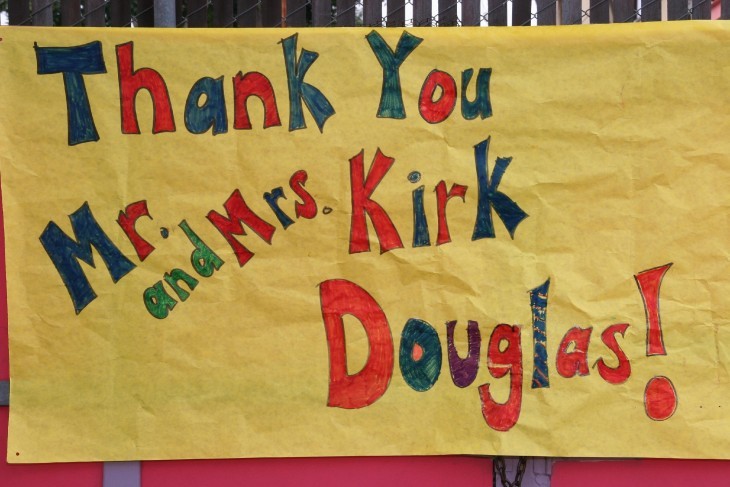 Thank You
Mr. and Mrs. Kirk
Douglas!